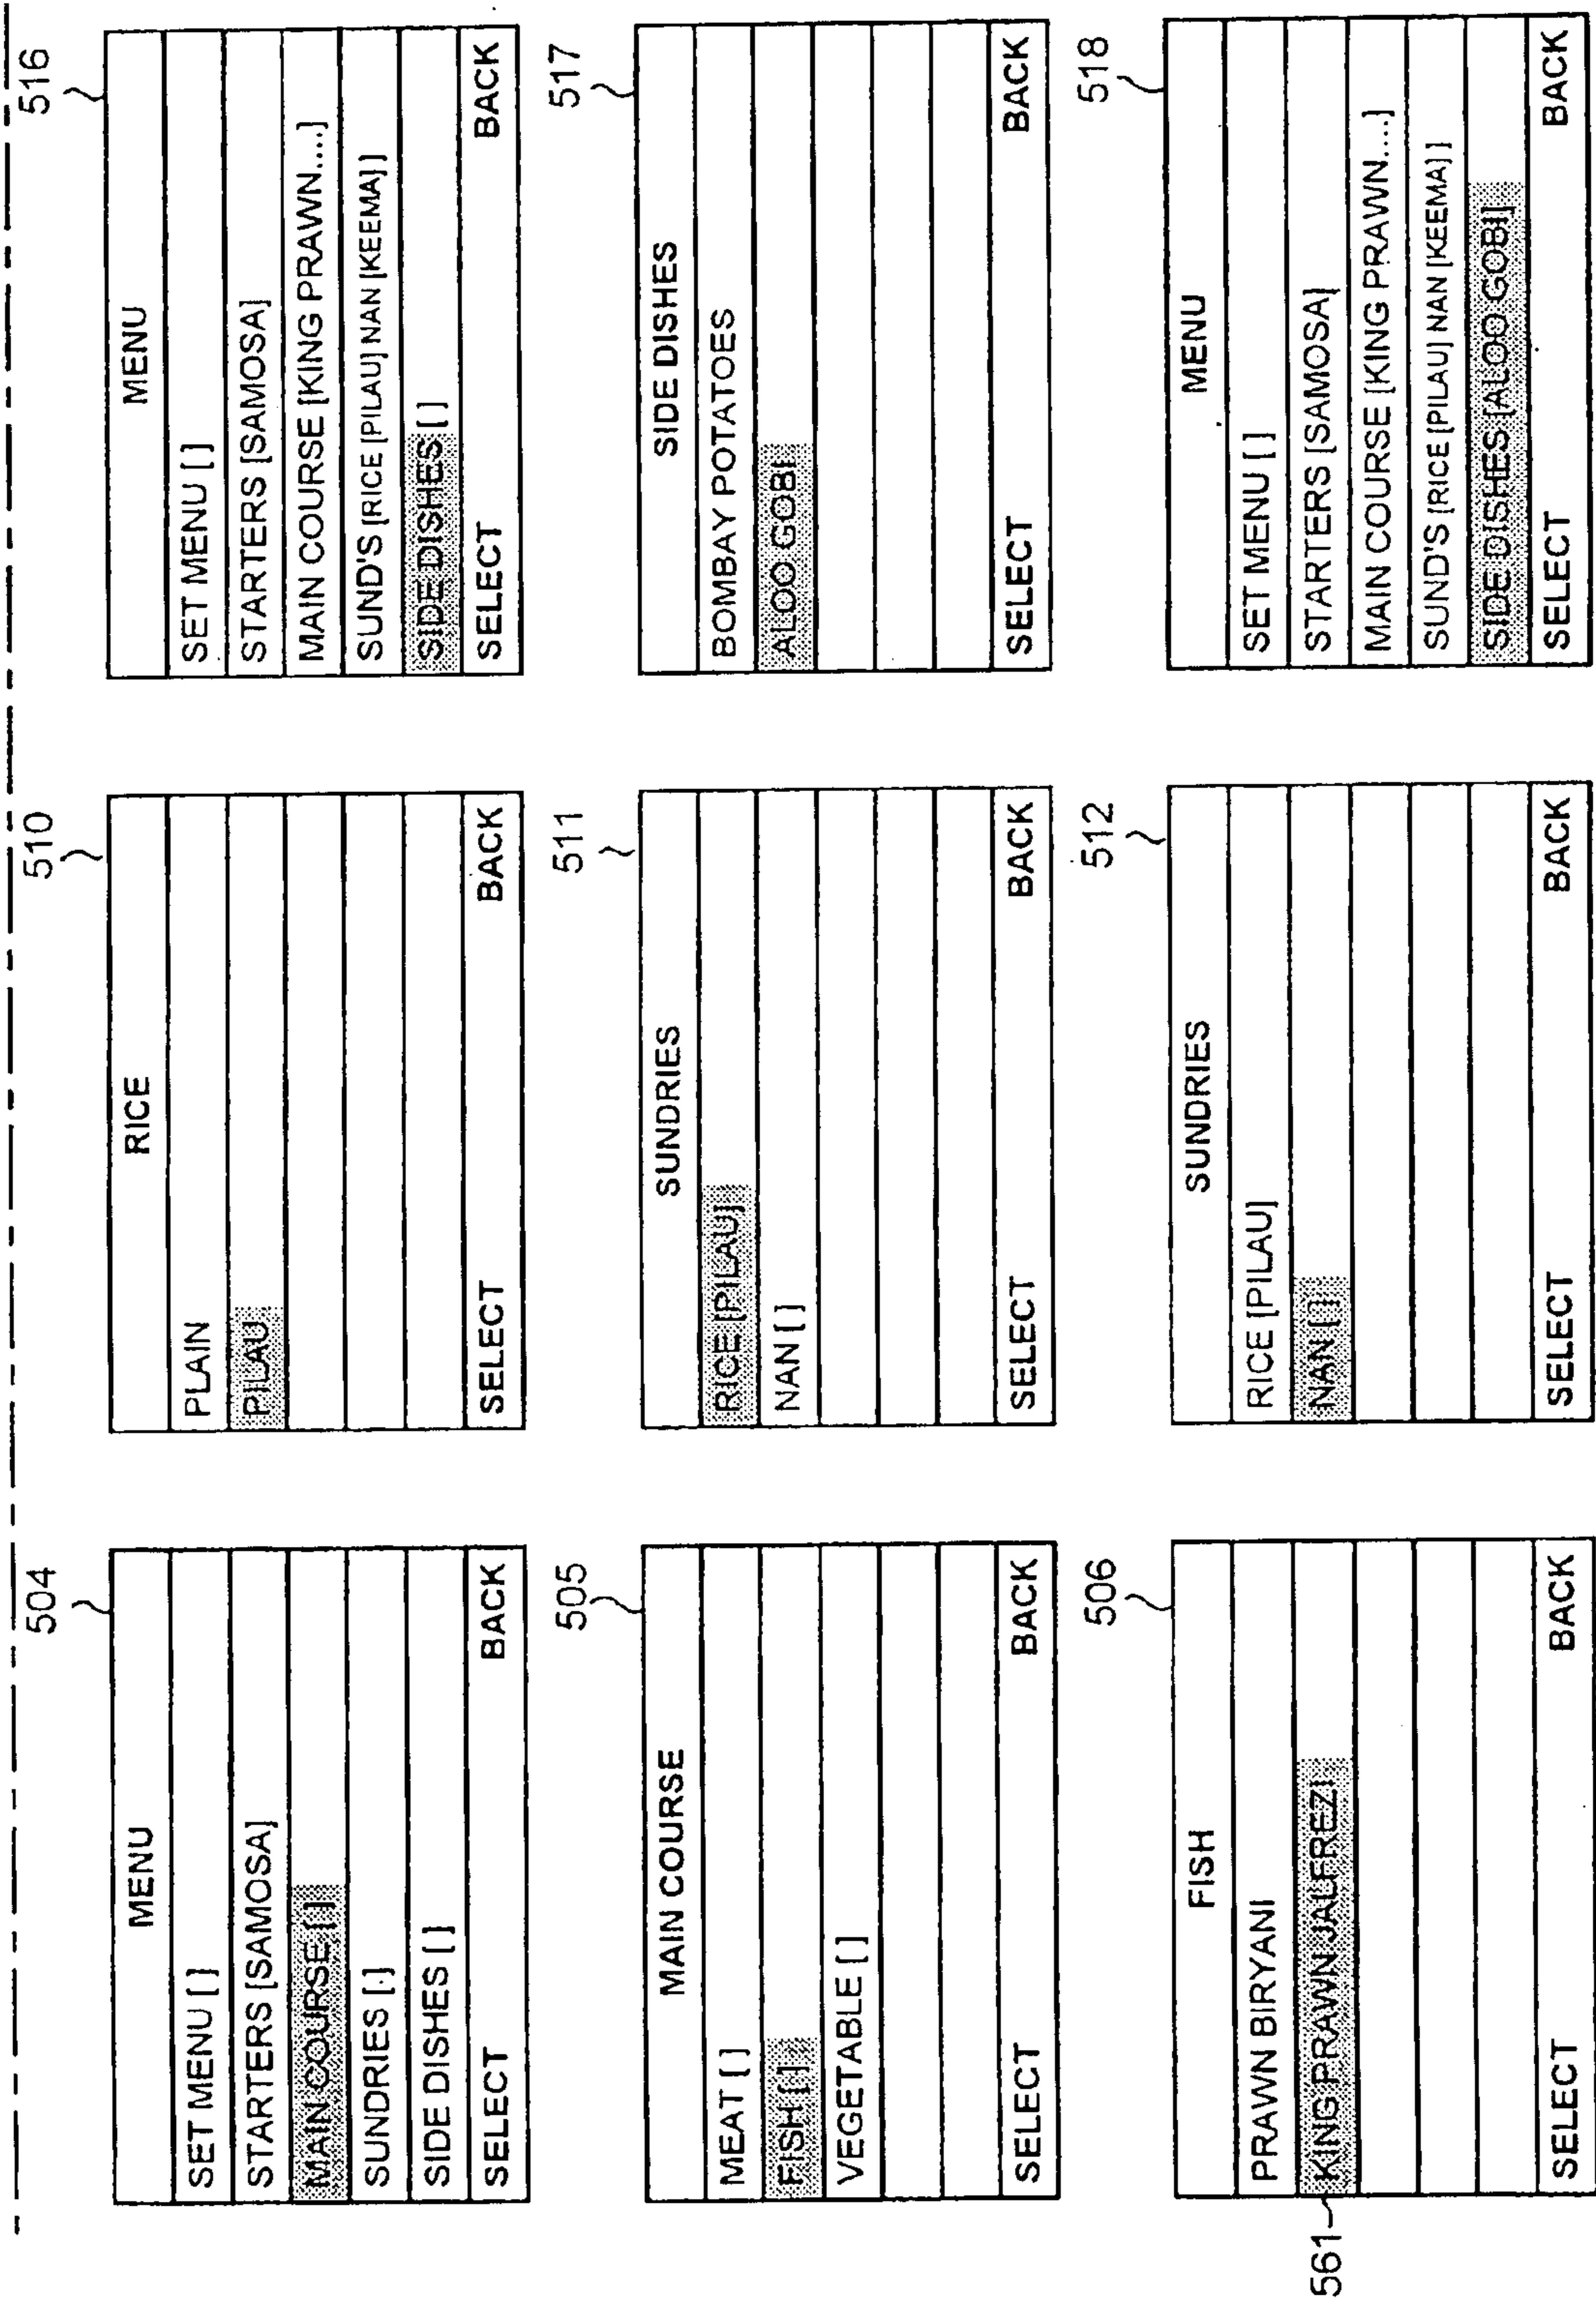 504
MENU
SET MENU [ ]
STARTERS [SAMOSA]
MAIN COURSE [ ]
SUNDRIES [ ]
SIDE DISHES [ ]
SELECT BACK
505
MAIN COURSE
MEAT [ ]
FISH [ ]
VEGETABLE [ ]
SELECT BACK
506
FISH
PRAWN BIRYANI
561 KING PRAWN JALFREZI
SELECT BACK
510
RICE
PLAIN
PILAU
SELECT BACK
511
SUNDRIES
RICE [PILAU]
NAN [ ]
SELECT BACK
512
SUNDRIES
RICE [PILAU]
NAN [ ]
SELECT BACK
516
MENU
SET MENU [ ]
STARTERS [SAMOSA]
MAIN COURSE [KING PRAWN....]
SUND'S [RICE [PILAU] NAN [KEEMA] ]
SIDE DISHES [ ]
SELECT BACK
517
SIDE DISHES
BOMBAY POTATOES
ALOO GOBI
SELECT BACK
518
MENU
SET MENU [ ]
STARTERS [SAMOSA]
MAIN COURSE [KING PRAWN....]
SUND'S [RICE [PILAU] NAN [KEEMA] ]
SIDE DISHES [ALOO GOBI]
SELECT BACK